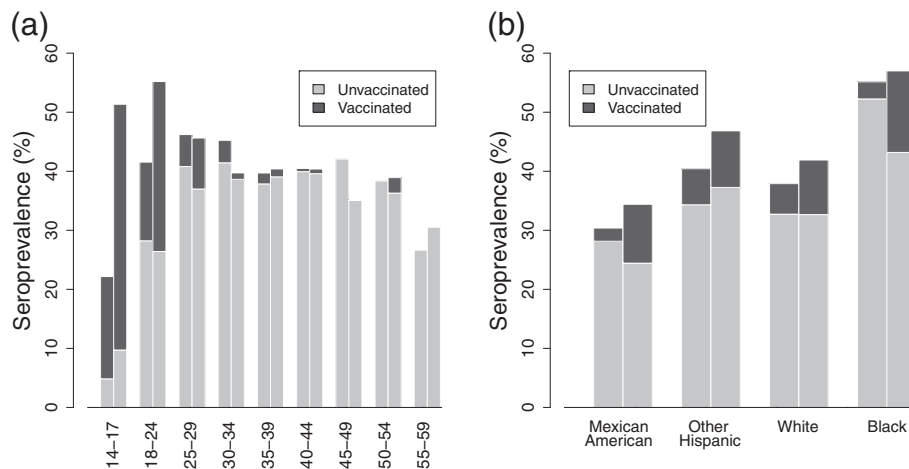 (a)
Seroprevalence (%)
0
10
20
30
40
50
60
Unvaccinated
Vaccinated
14–17
18–24
25–29
30–34
35–39
40–44
45–49
50–54
55–59
(b)
Seroprevalence (%)
0
10
20
30
40
50
60
Unvaccinated
Vaccinated
Mexican
American
Other
Hispanic
White
Black